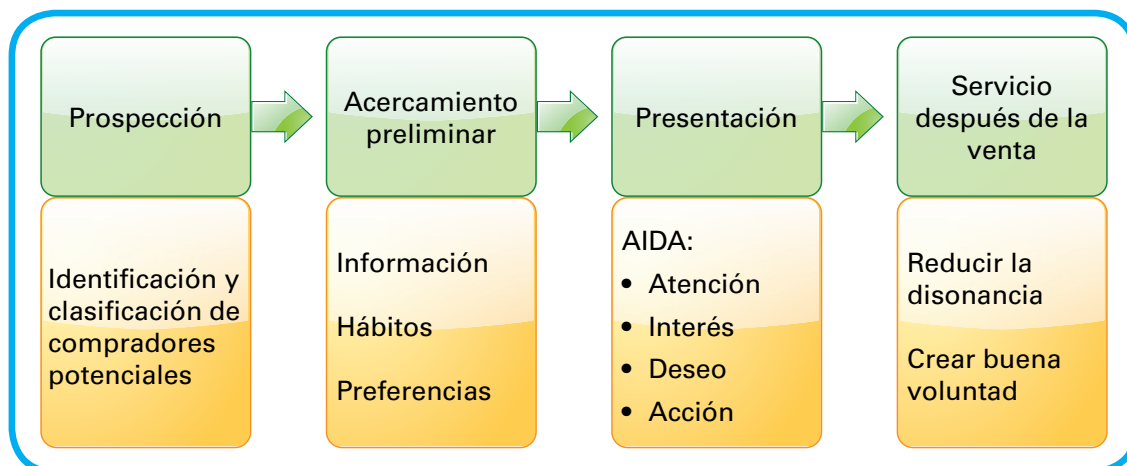 Prospección
Identificación y
clasificación de
compradores
potenciales
Acercamiento
preliminar
Información
Hábitos
Preferencias
Presentación
AIDA:
• Atención
• Interés
• Deseo
• Acción
Servicio
después de la
venta
Reducir la
disonancia
Crear buena
voluntad